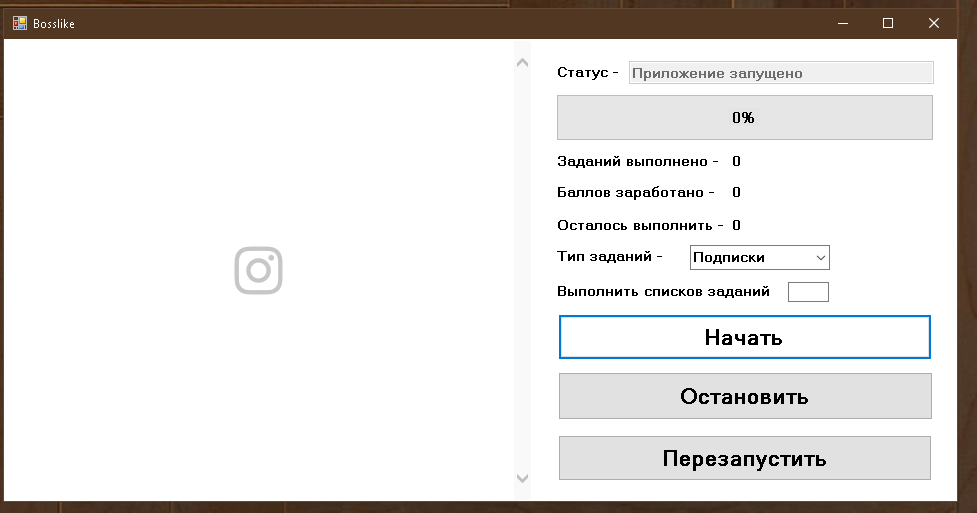 Bosslike
Статус - Приложение запущено
0%
Заданий выполнено - 0
Баллов заработано - 0
Осталось выполнить - 0
Тип заданий - Подписки
Выполнить списков заданий
Начать
Остановить
Перезапустить